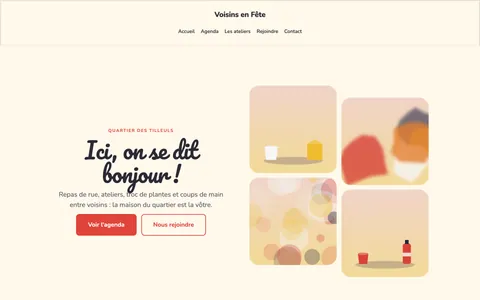 Voisins en Fête
Accueil Agenda Les ateliers Rejoindre Contact
QUARTIER DES TILLEULS
Ici, on se dit
bonjour !
Repas de rue, ateliers, troc de plantes et coups de main
entre voisins : la maison du quartier est la vôtre.
Voir l'agenda Nous rejoindre